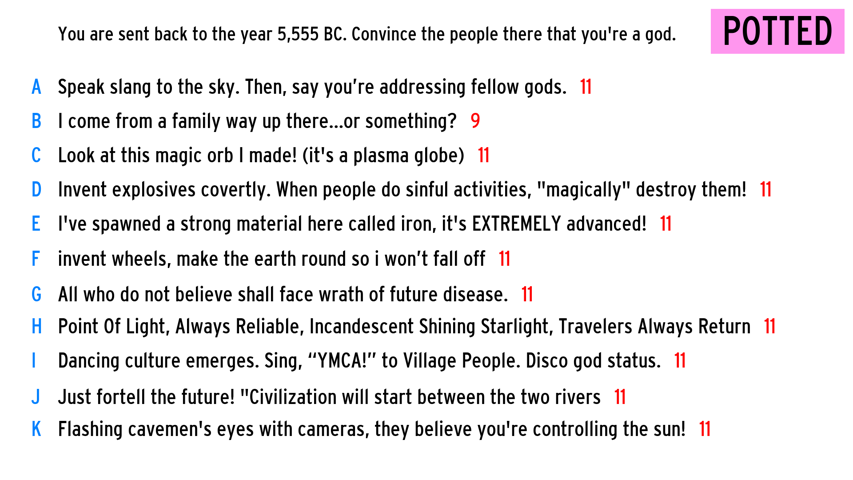 You are sent back to the year 5,555 BC. Convince the people there that you're a god.
POTTED
A Speak slang to the sky. Then, say you’re addressing fellow gods. 11
B I come from a family way up there...or something? 9
C Look at this magic orb I made! (it's a plasma globe) 11
D Invent explosives covertly. When people do sinful activities, "magically" destroy them! 11
E I've spawned a strong material here called iron, it's EXTREMELY advanced! 11
F invent wheels, make the earth round so i won’t fall off 11
G All who do not believe shall face wrath of future disease. 11
H Point Of Light, Always Reliable, Incandescent Shining Starlight, Travelers Always Return 11
I Dancing culture emerges. Sing, “YMCA!” to Village People. Disco god status. 11
J Just fortell the future! "Civilization will start between the two rivers 11
K Flashing cavemen's eyes with cameras, they believe you're controlling the sun! 11